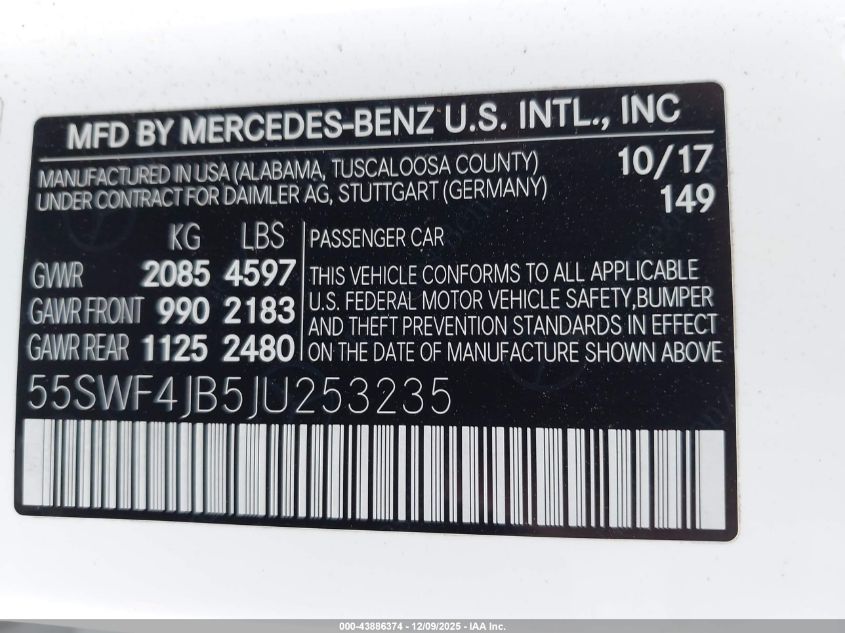 MFD BY MERCEDES-BENZ U.S. INTL., INC
MANUFACTURED IN USA (ALABAMA, TUSCALOOSA COUNTY) 10/17
UNDER CONTRACT FOR DAIMLER AG, STUTTGART (GERMANY) 149
KG LBS PASSENGER CAR
GWWR 2085 4597 THIS VEHICLE CONFORMS TO ALL APPLICABLE
GAWR FRONT 990 2183 U.S. FEDERAL MOTOR VEHICLE SAFETY,BUMPER
AND THEFT PREVENTION STANDARDS IN EFFECT
GAWR REAR 1125 2480 ON THE DATE OF MANUFACTURE SHOWN ABOVE
55SWF4JB5JU253235
000-43886374 - 12/09/2025 - IAA Inc.